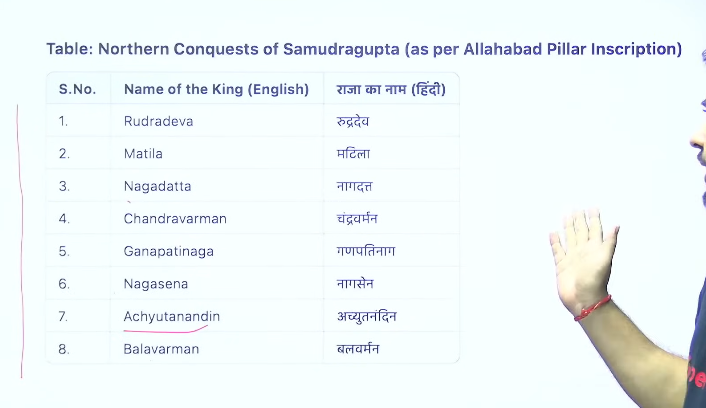 Table: Northern Conquests of Samudragupta (as per Allahabad Pillar Inscription)
S.No. Name of the King (English) राजा का नाम (हिंदी)
1. Rudradeva रुद्रदेव
2. Matila मटिला
3. Nagadatta नागदत्त
4. Chandravarman चंद्रवर्मन
5. Ganapatinaga गणपतिनाग
6. Nagasena नागसेन
7. Achyutanandin अच्युतनंदिन
8. Balavarman बलवर्मन